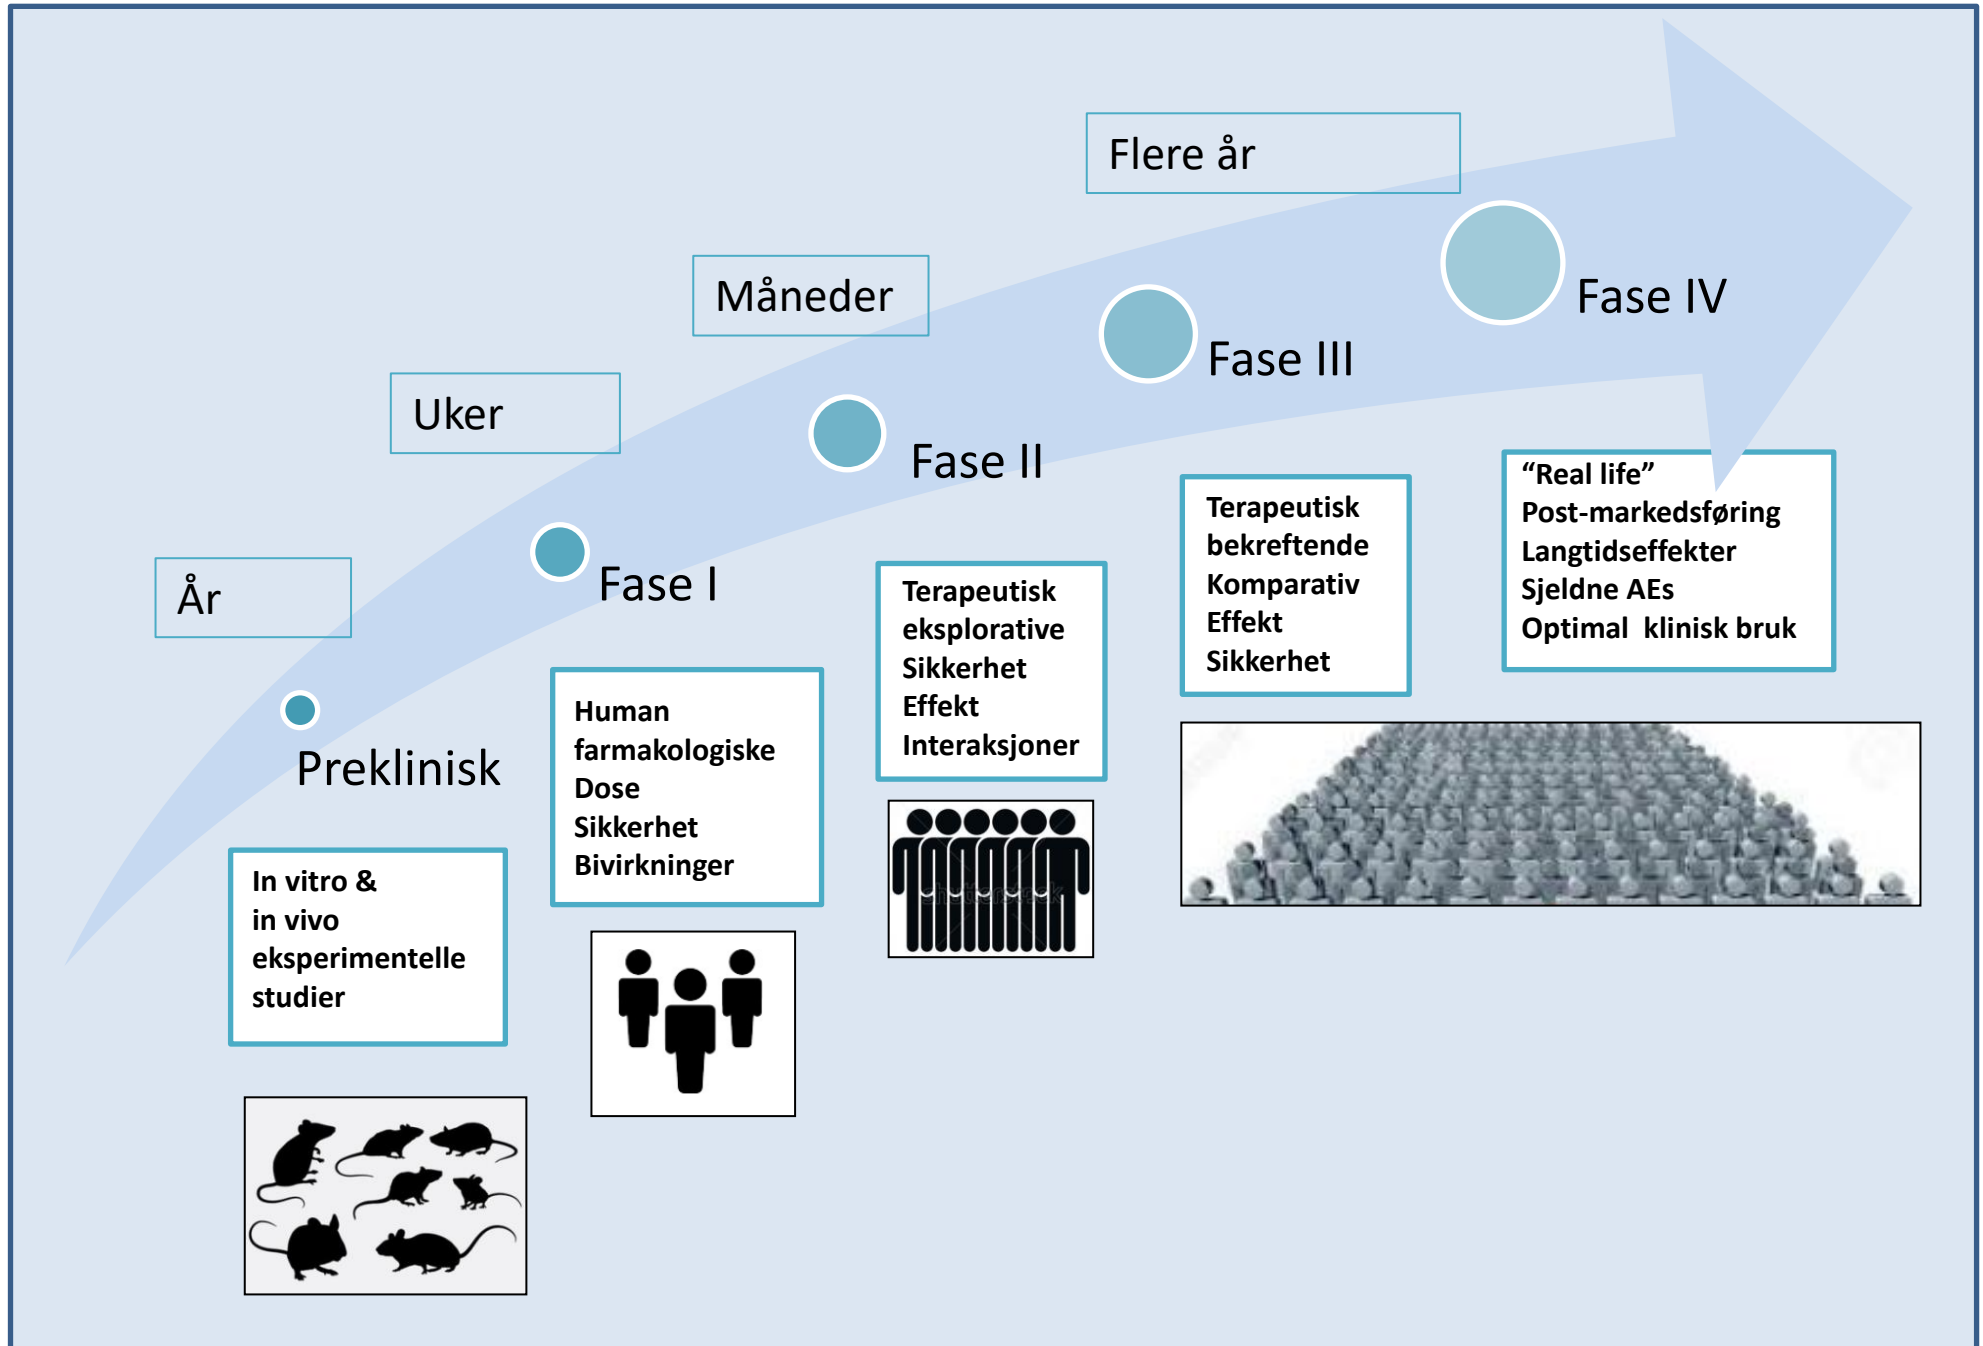 Flere år
Måneder
Uker
År
Fase IV
Fase III
Fase II
Fase I
Preklinisk
In vitro &
in vivo
eksperimentelle
studier
Human
farmakologiske
Dose
Sikkerhet
Bivirkninger
Terapeutisk
eksplorative
Sikkerhet
Effekt
Interaksjoner
Terapeutisk
bekreftende
Komparativ
Effekt
Sikkerhet
“Real life”
Post-markedsføring
Langtidseffekter
Sjeldne AEs
Optimal klinisk bruk
shutterstock